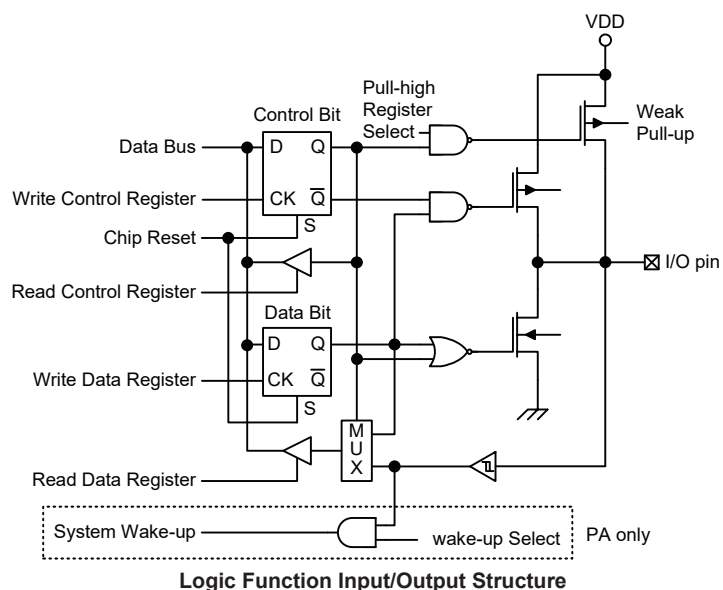 VDD
Pull-high
Register
Select
Weak
Pull-up
Control Bit
Data Bus
D
Q
Write Control Register
CK
Q
Chip Reset
S
I/O pin
Read Control Register
Data Bit
D
Q
Write Data Register
CK
Q
S
M
U
X
Read Data Register
System Wake-up
wake-up Select
PA only
Logic Function Input/Output Structure